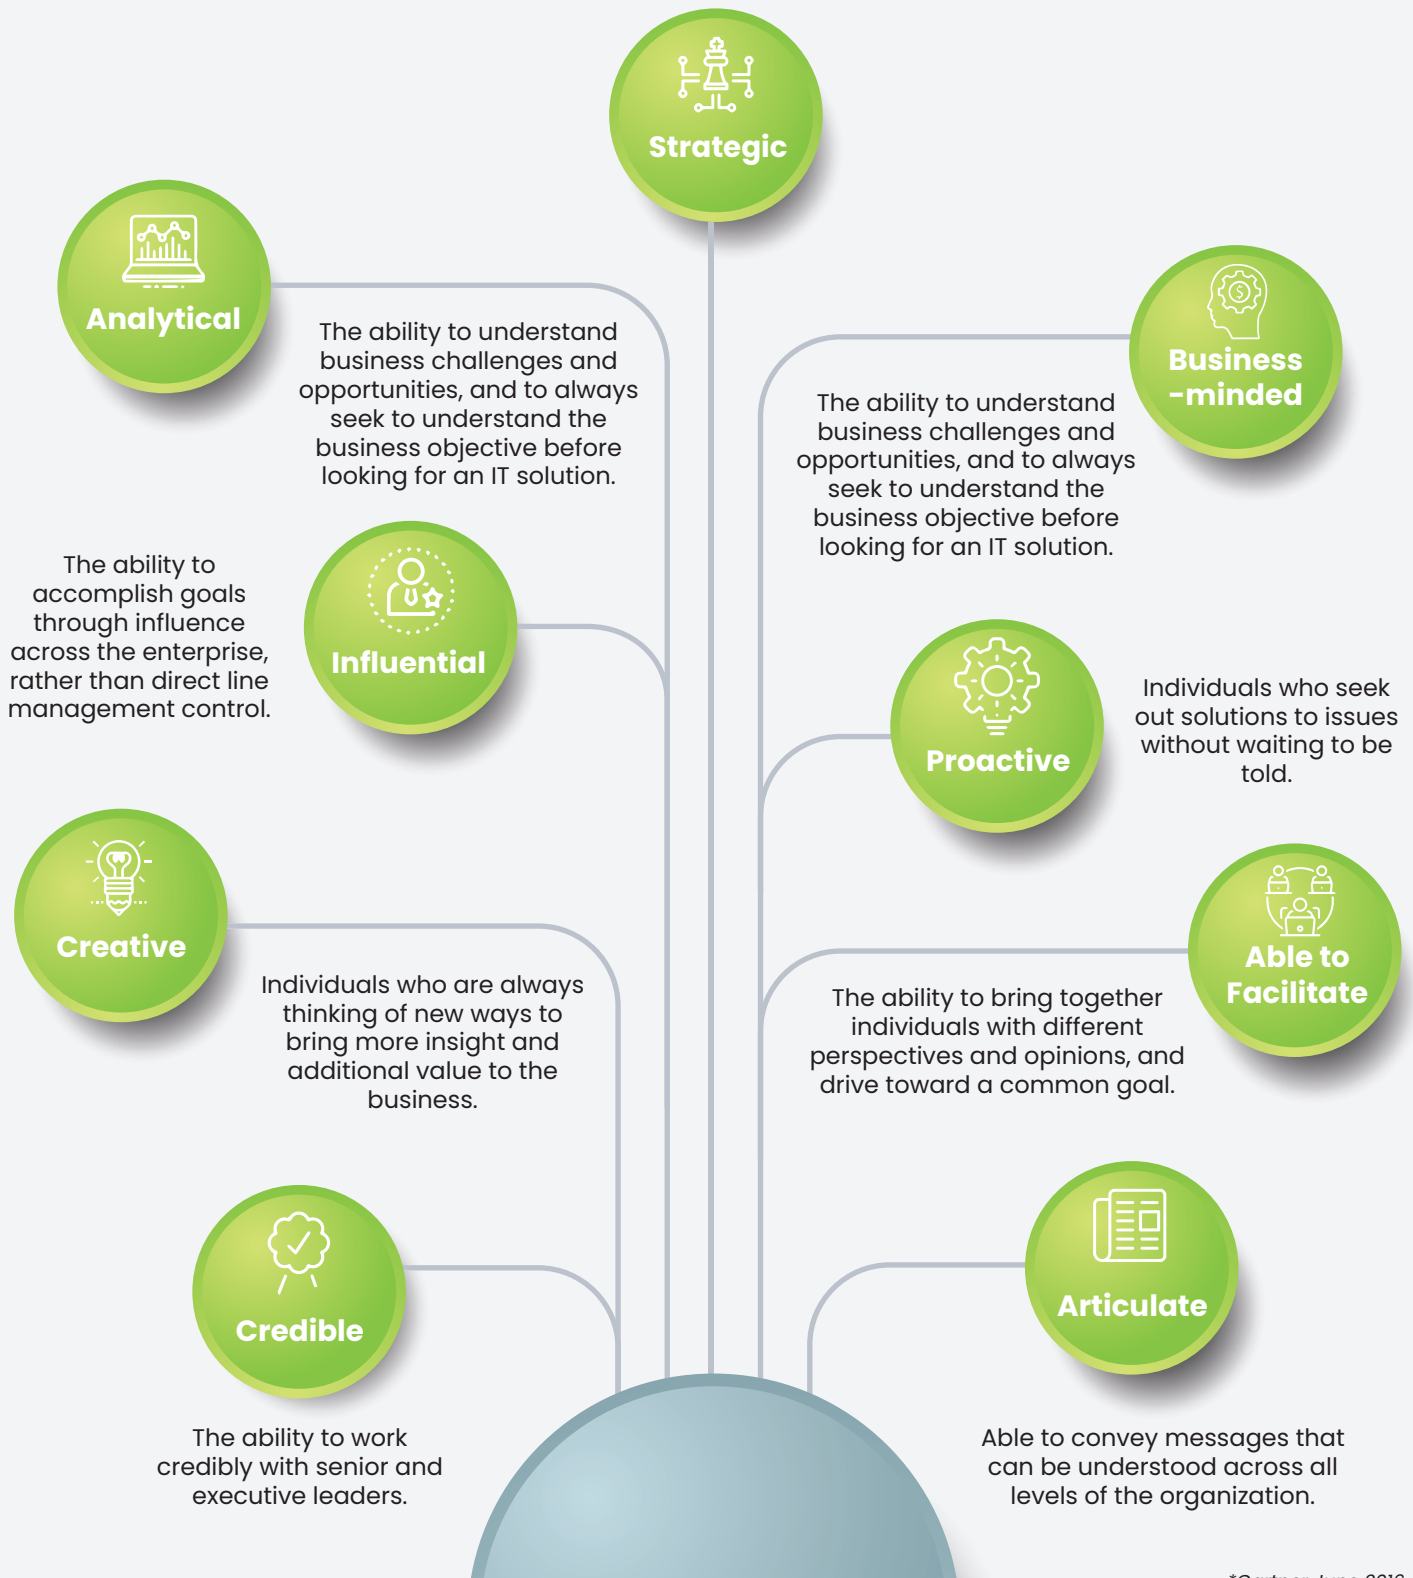 Strategic
Analytical
The ability to understand
business challenges and
opportunities, and to always
seek to understand the
business objective before
looking for an IT solution.
Business
-minded
The ability to understand
business challenges and
opportunities, and to always
seek to understand the
business objective before
looking for an IT solution.
Influential
The ability to
accomplish goals
through influence
across the enterprise,
rather than direct line
management control.
Proactive
Individuals who seek
out solutions to issues
without waiting to be
told.
Creative
Individuals who are always
thinking of new ways to
bring more insight and
additional value to the
business.
Able to
Facilitate
The ability to bring together
individuals with different
perspectives and opinions, and
drive toward a common goal.
Credible
The ability to work
credibly with senior and
executive leaders.
Articulate
Able to convey messages that
can be understood across all
levels of the organization.